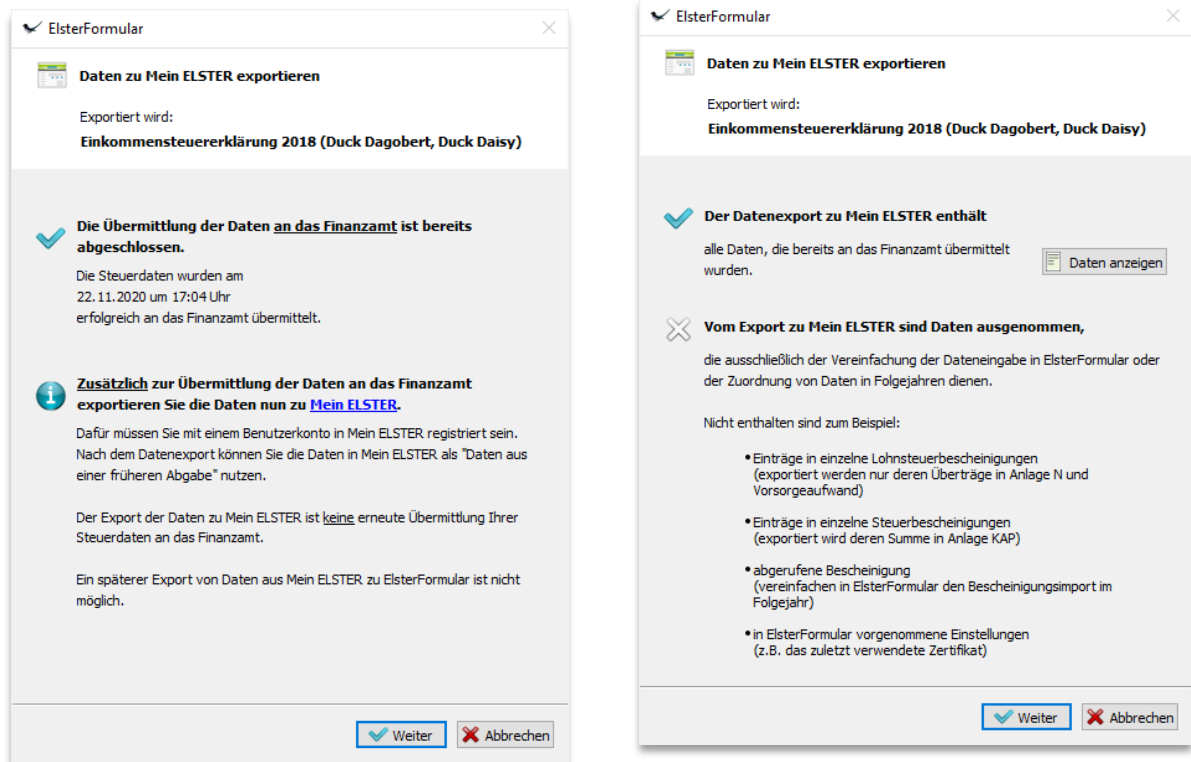 ElsterFormular
Daten zu Mein ELSTER exportieren
Exportiert wird:
Einkommensteuererklärung 2018 (Duck Dagobert, Duck Daisy)
Die Übermittlung der Daten an das Finanzamt ist bereits
abgeschlossen.
Die Steuerdaten wurden am
22.11.2020 um 17:04 Uhr
erfolgreich an das Finanzamt übermittelt.
Zusätzlich zur Übermittlung der Daten an das Finanzamt
exportieren Sie die Daten nun zu Mein ELSTER.
Dafür müssen Sie mit einem Benutzerkonto in Mein ELSTER registriert sein.
Nach dem Datenexport können Sie die Daten in Mein ELSTER als "Daten aus
einer früheren Abgabe" nutzen.
Der Export der Daten zu Mein ELSTER ist keine erneute Übermittlung Ihrer
Steuerdaten an das Finanzamt.
Ein späterer Export von Daten aus Mein ELSTER zu ElsterFormular ist nicht
möglich.
Weiter
Abbrechen
ElsterFormular
Daten zu Mein ELSTER exportieren
Exportiert wird:
Einkommensteuererklärung 2018 (Duck Dagobert, Duck Daisy)
Der Datenexport zu Mein ELSTER enthält
alle Daten, die bereits an das Finanzamt übermittelt
wurden.
Daten anzeigen
Vom Export zu Mein ELSTER sind Daten ausgenommen,
die ausschließlich der Vereinfachung der Dateneingabe in ElsterFormular oder
der Zuordnung von Daten in Folgejahren dienen.
Nicht enthalten sind zum Beispiel:
• Einträge in einzelne Lohnsteuerbescheinigungen
(exportiert werden nur deren Überträge in Anlage N und
Vorsorgeaufwand)
• Einträge in einzelne Steuerbescheinigungen
(exportiert wird deren Summe in Anlage KAP)
• abgerufene Bescheinigung
(vereinfachen in ElsterFormular den Bescheinigungsimport im
Folgejahr)
• in ElsterFormular vorgenommene Einstellungen
(z.B. das zuletzt verwendete Zertifikat)
Weiter
Abbrechen